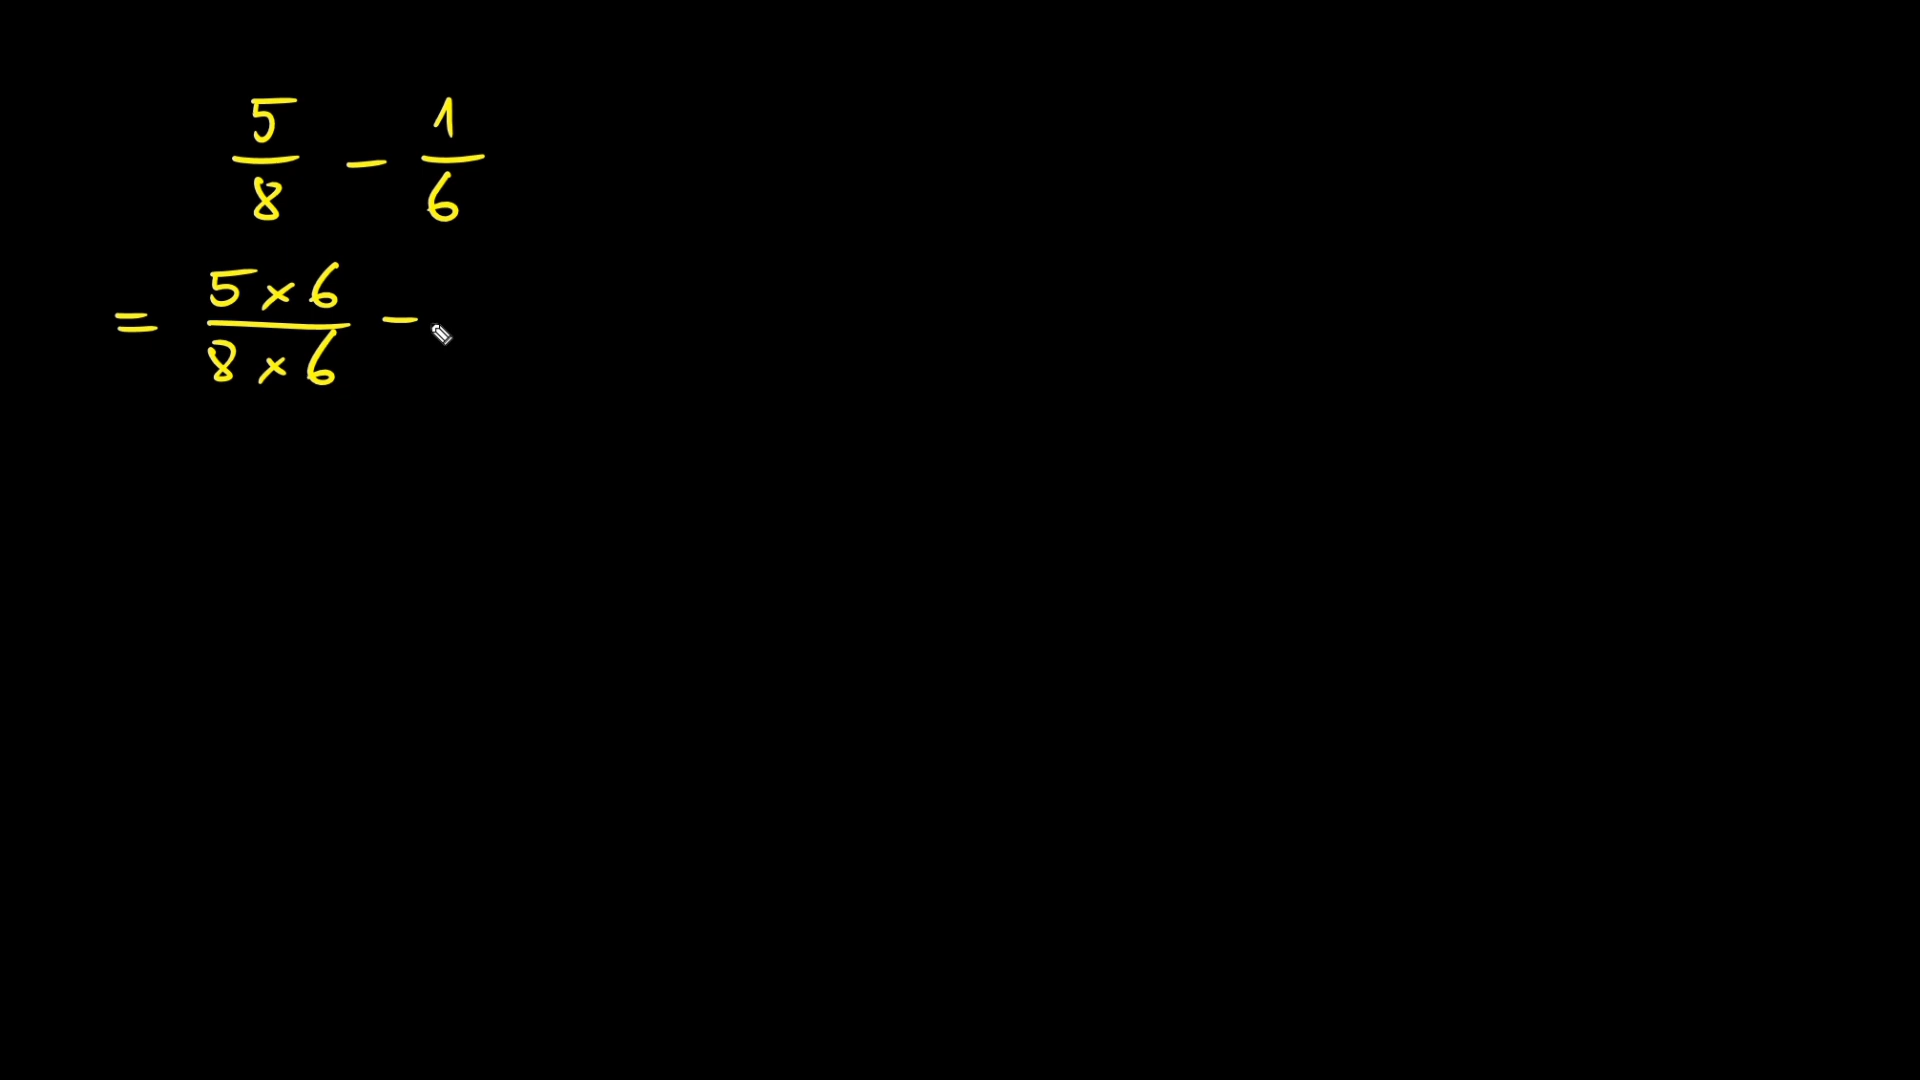 5/8 - 1/6
= 5×6/8×6 -